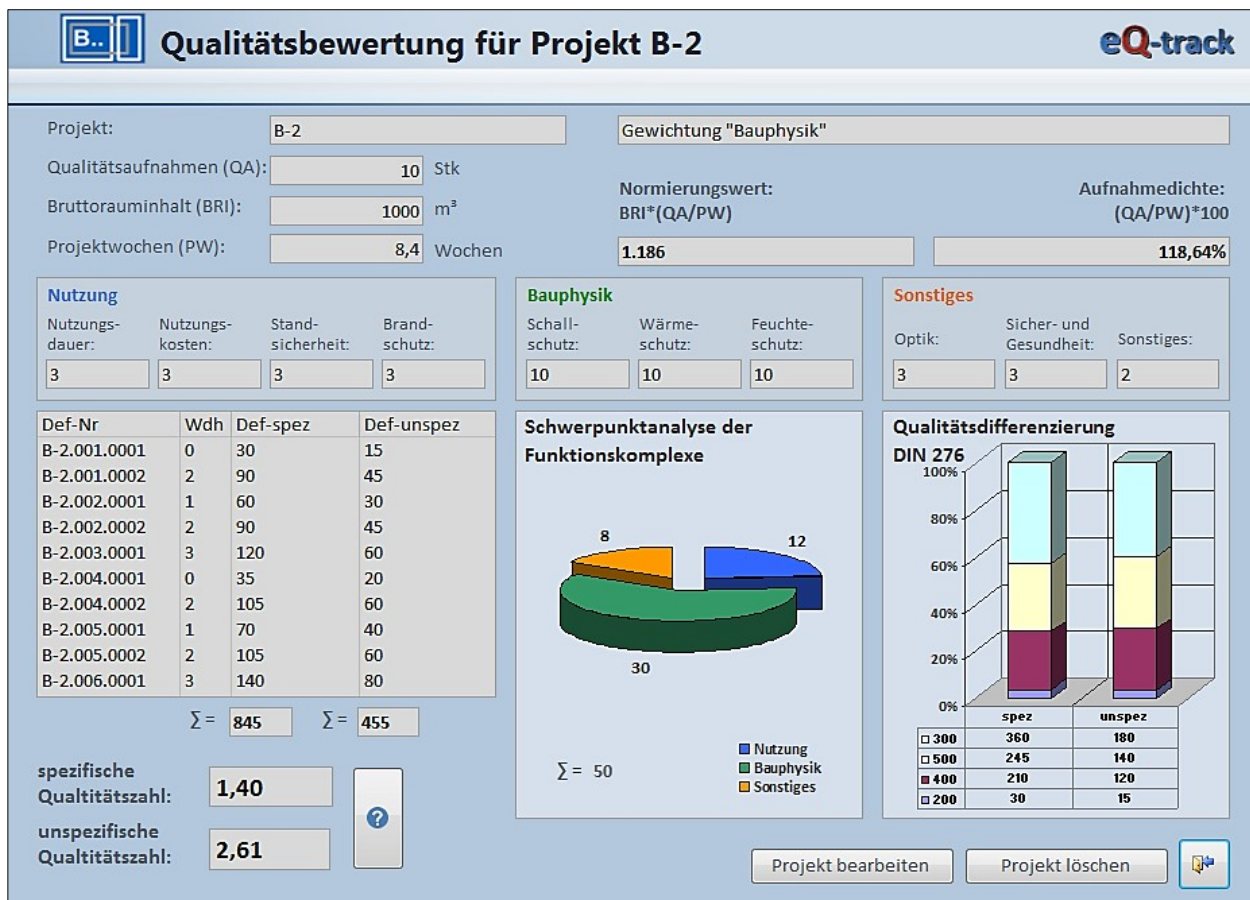 B..
Qualitätsbewertung für Projekt B-2
eQ-track
Projekt:
B-2
Gewichtung "Bauphysik"
Qualitätsaufnahmen (QA):
10
Stk
Bruttorauminhalt (BRI):
1000
m³
Projektwochen (PW):
8,4
Wochen
Normierungswert:
BRI*(QA/PW)
1.186
Aufnahmedichte:
(QA/PW)*100
118,64%
Nutzung
Nutzungs-
dauer:
3
Nutzungs-
kosten:
3
Stand-
sicherheit:
3
Brand-
schutz:
3
Bauphysik
Schall-
schutz:
10
Wärme-
schutz:
10
Feuchte-
schutz:
10
Sonstiges
Optik:
3
Sicher- und
Gesundheit:
3
Sonstiges:
2
Def-Nr Wdh Def-spez Def-unspez
B-2.001.0001 0 30 15
B-2.001.0002 2 90 45
B-2.002.0001 1 60 30
B-2.002.0002 2 90 45
B-2.003.0001 3 120 60
B-2.004.0001 0 35 20
B-2.004.0002 2 105 60
B-2.005.0001 1 70 40
B-2.005.0002 2 105 60
B-2.006.0001 3 140 80
∑ = 845 ∑ = 455
spezifische
Qualtitätszahl:
1,40
unspezifische
Qualtitätszahl:
2,61
?
Schwerpunktanalyse der
Funktionskomplexe
8
12
30
∑ = 50
Nutzung
Bauphysik
Sonstiges
Qualitätsdifferenzierung
DIN 276
100%
80%
60%
40%
20%
0%
spez unspez
300 360 180
500 245 140
400 210 120
200 30 15
Projekt bearbeiten
Projekt löschen